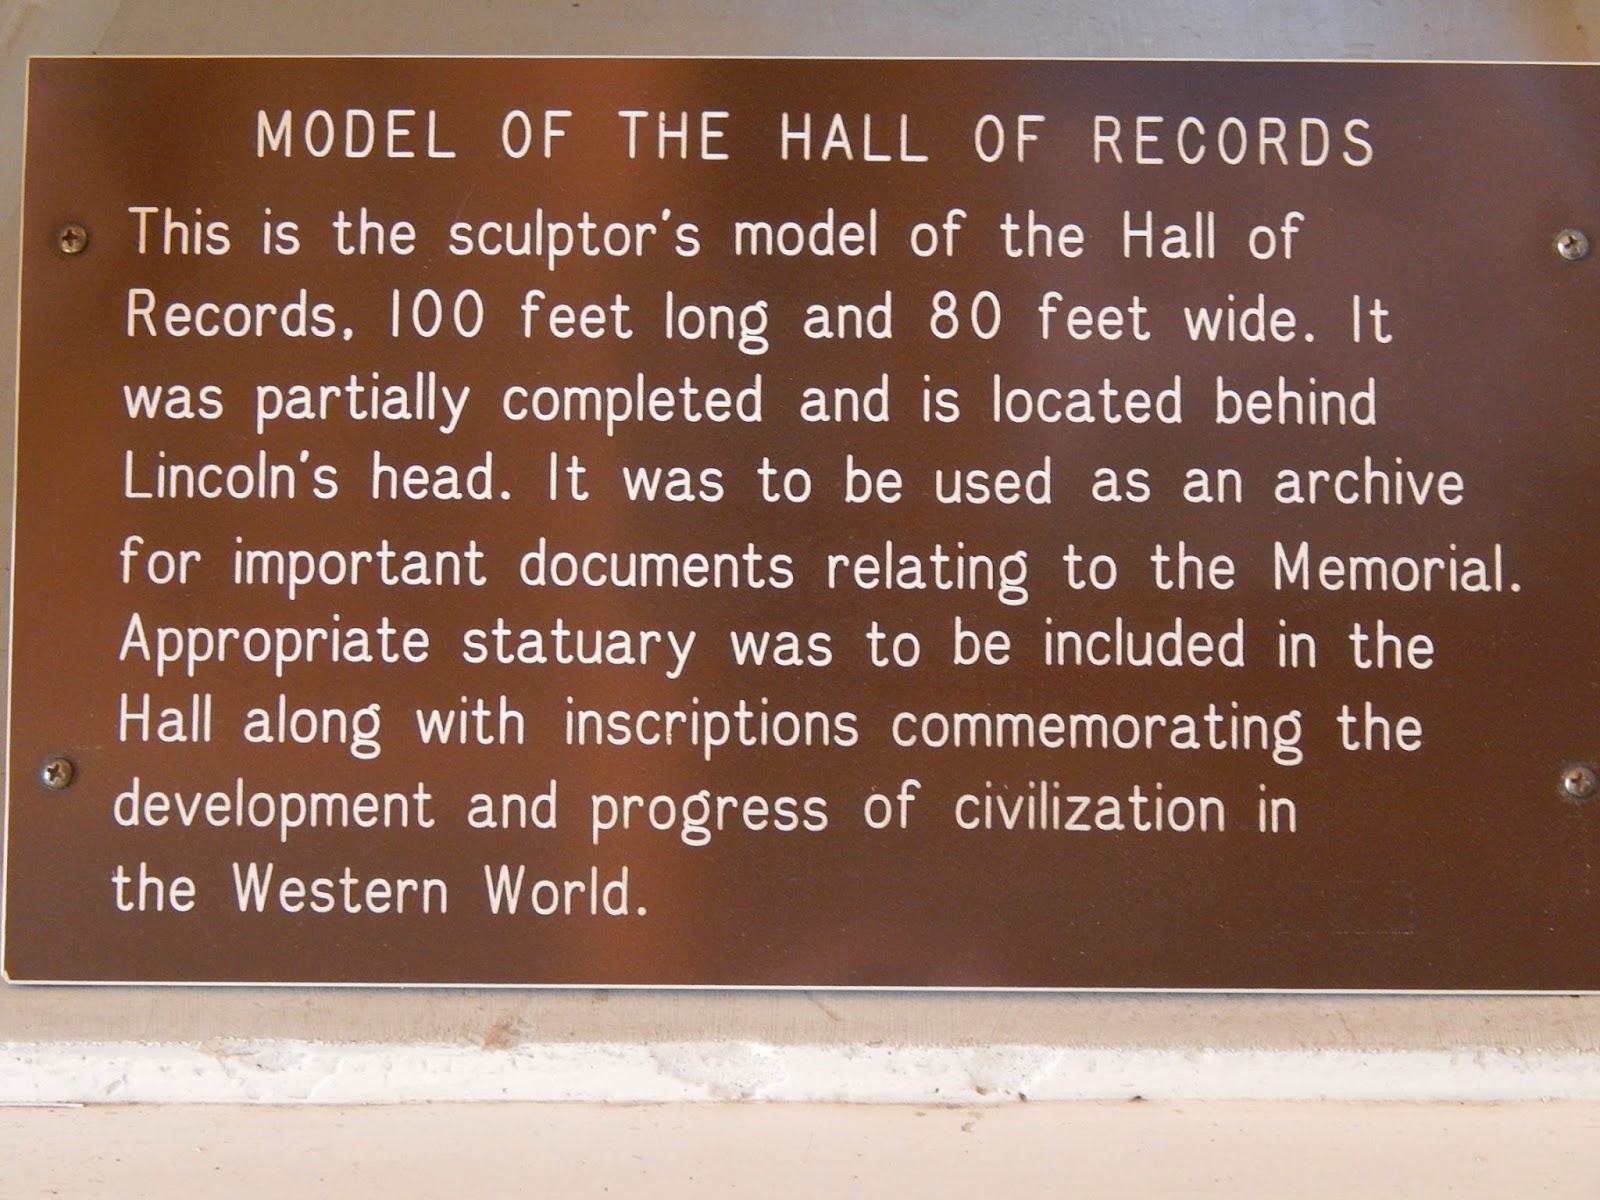 MODEL OF THE HALL OF RECORDS
This is the sculptor's model of the Hall of
Records, 100 feet long and 80 feet wide. It
was partially completed and is located behind
Lincoln's head. It was to be used as an archive
for important documents relating to the Memorial.
Appropriate statuary was to be included in the
Hall along with inscriptions commemorating the
development and progress of civilization in
the Western World.